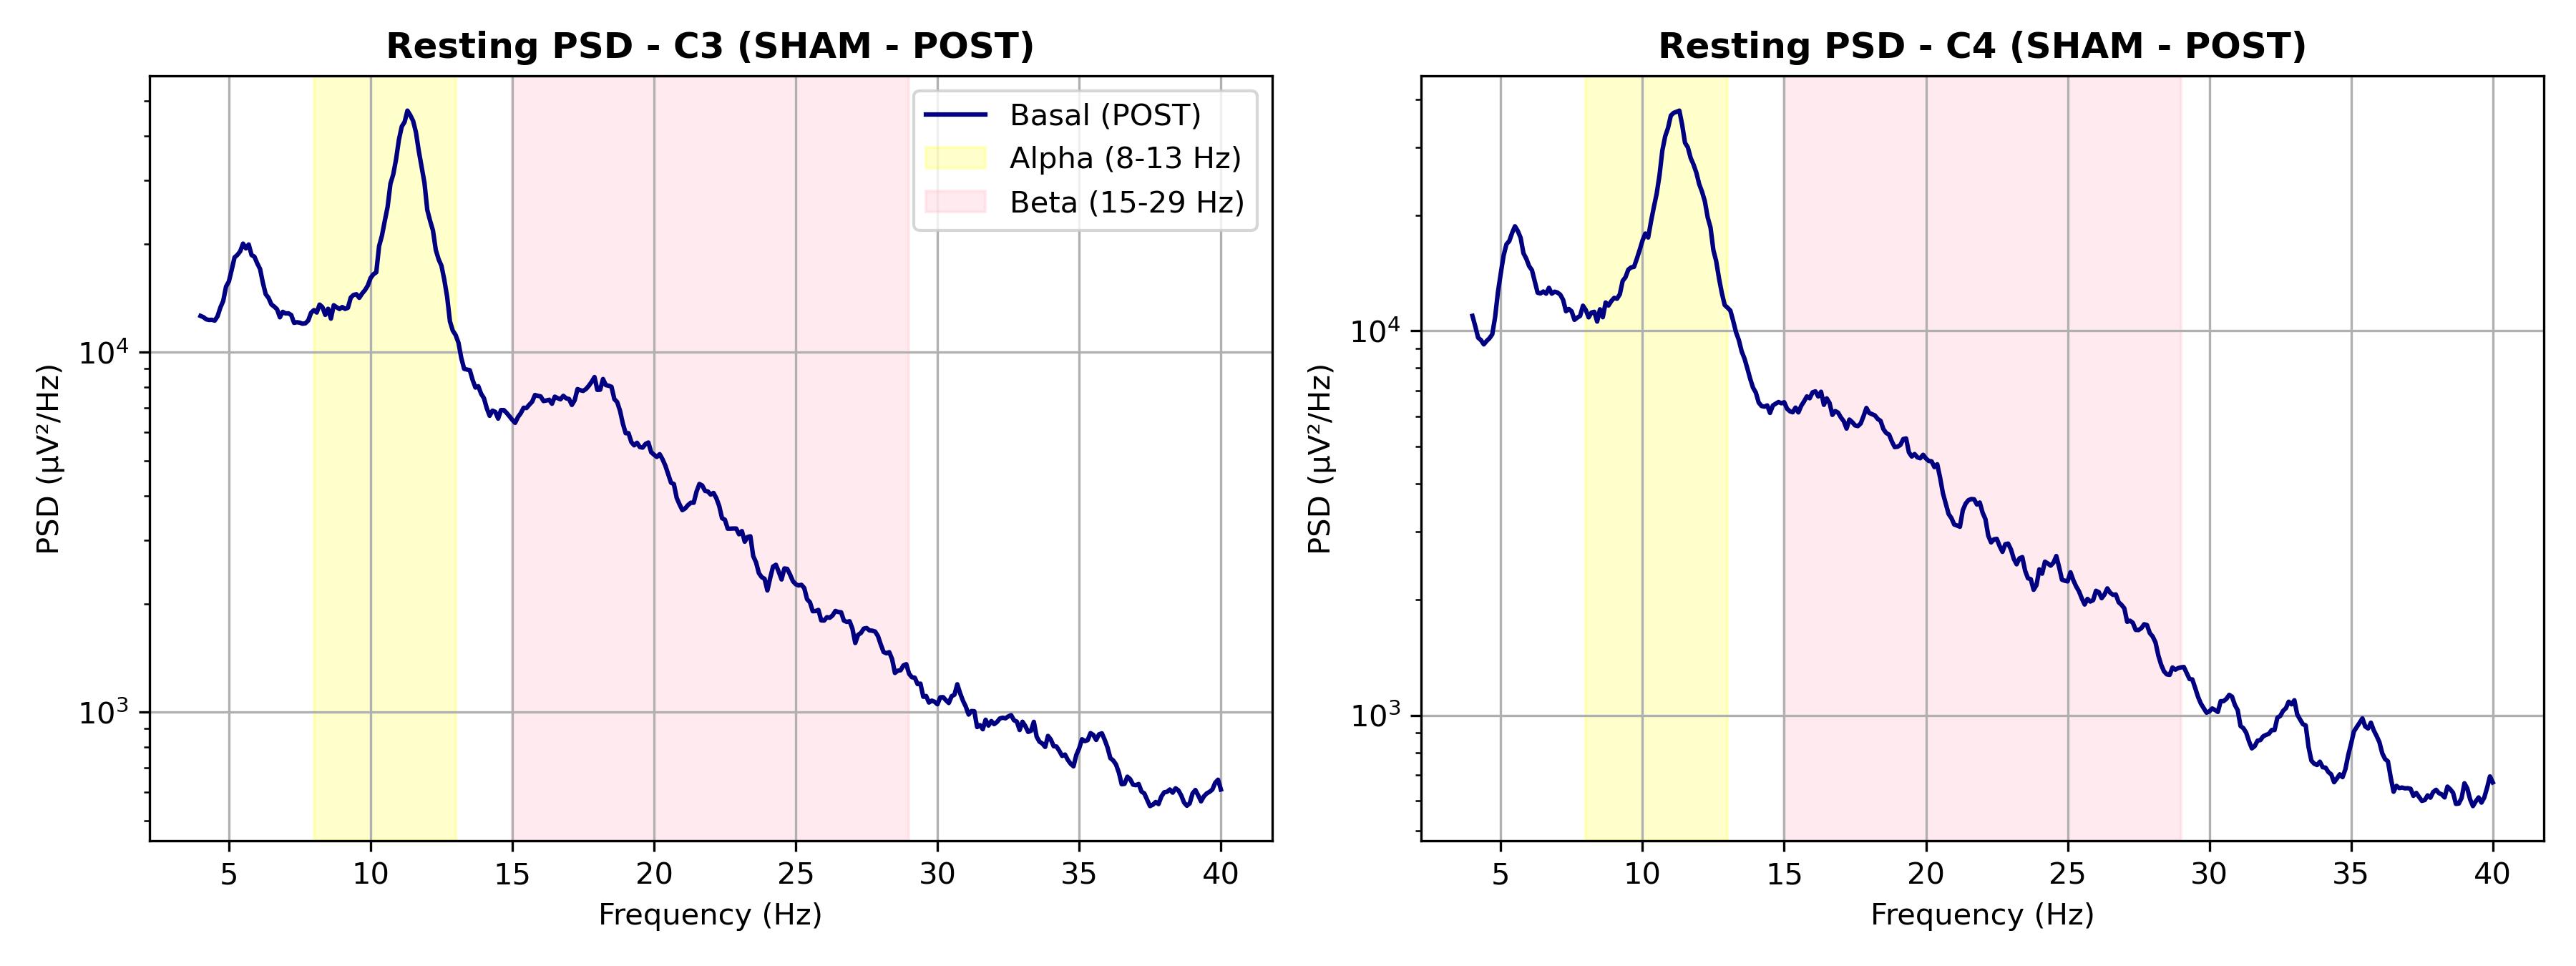 Resting PSD - C3 (SHAM - POST)
PSD (µV²/Hz)
10⁴
10³
Basal (POST)
Alpha (8-13 Hz)
Beta (15-29 Hz)
5 10 15 20 25 30 35 40
Frequency (Hz)
Resting PSD - C4 (SHAM - POST)
PSD (µV²/Hz)
10⁴
10³
5 10 15 20 25 30 35 40
Frequency (Hz)